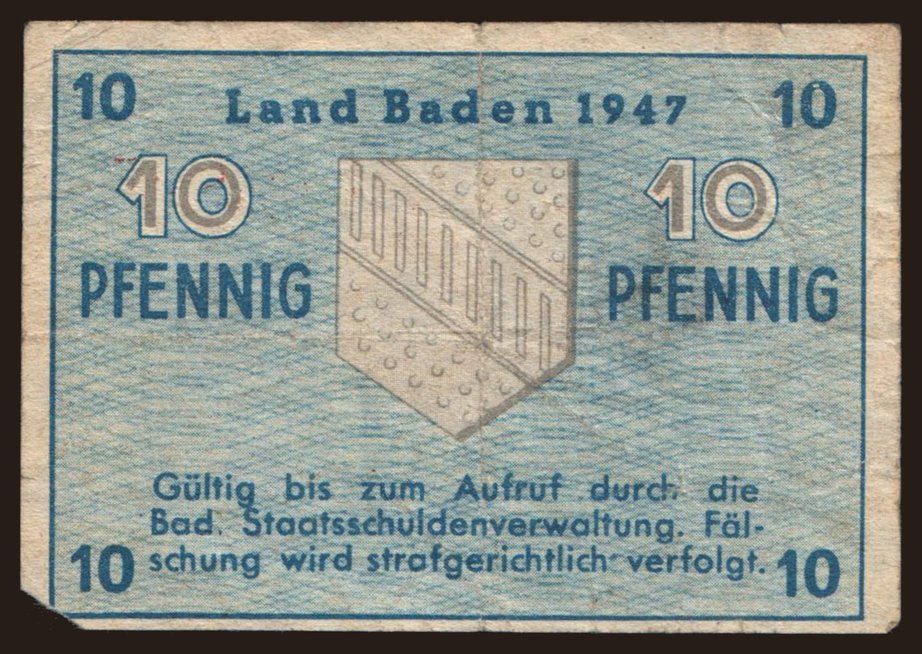 10 Land Baden 1947 10
10 10
PFENNIG PFENNIG
Gültig bis zum Aufruf durch die
Bad. Staatsschuldenverwaltung. Fäl-
schung wird strafgerichtlich verfolgt.
10 10